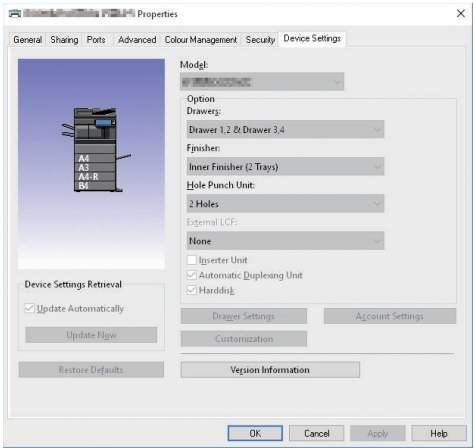 Properties
General Sharing Ports Advanced Colour Management Security Device Settings
Model:
Option
Drawers:
Drawer 1,2 & Drawer 3,4
Finisher:
Inner Finisher (2 Trays)
Hole Punch Unit:
2 Holes
External LCF:
None
Inserter Unit
Automatic Duplexing Unit
Harddisk
A4
A3
A4-R
B4
Device Settings Retrieval
Update Automatically
Update Now
Restore Defaults
Drawer Settings
Account Settings
Customization
Version Information
OK Cancel Apply Help